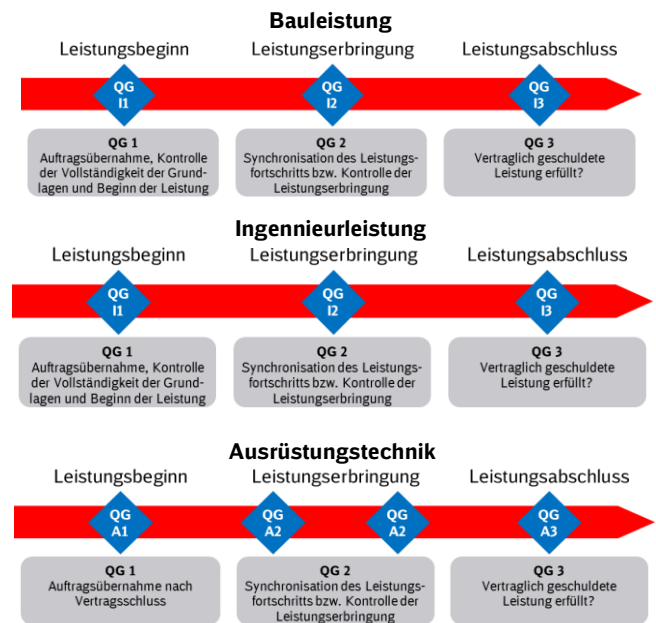 Bauleistung
Leistungsbeginn Leistungserbringung Leistungsabschluss
QG I1 QG I2 QG I3
QG 1
Auftragsübernahme, Kontrolle
der Vollständigkeit der Grund-
lagen und Beginn der Leistung
QG 2
Synchronisation des Leistungs-
fortschritts bzw. Kontrolle der
Leistungserbringung
QG 3
Vertraglich geschuldete
Leistung erfüllt?
Ingennieurleistung
Leistungsbeginn Leistungserbringung Leistungsabschluss
QG I1 QG I2 QG I3
QG 1
Auftragsübernahme, Kontrolle
der Vollständigkeit der Grund-
lagen und Beginn der Leistung
QG 2
Synchronisation des Leistungs-
fortschritts bzw. Kontrolle der
Leistungserbringung
QG 3
Vertraglich geschuldete
Leistung erfüllt?
Ausrüstungstechnik
Leistungsbeginn Leistungserbringung Leistungsabschluss
QG A1 QG A2 QG A2 QG A3
QG 1
Auftragsübernahme nach
Vertragsschluss
QG 2
Synchronisation des Leistungs-
fortschritts bzw. Kontrolle der
Leistungserbringung
QG 3
Vertraglich geschuldete
Leistung erfüllt?